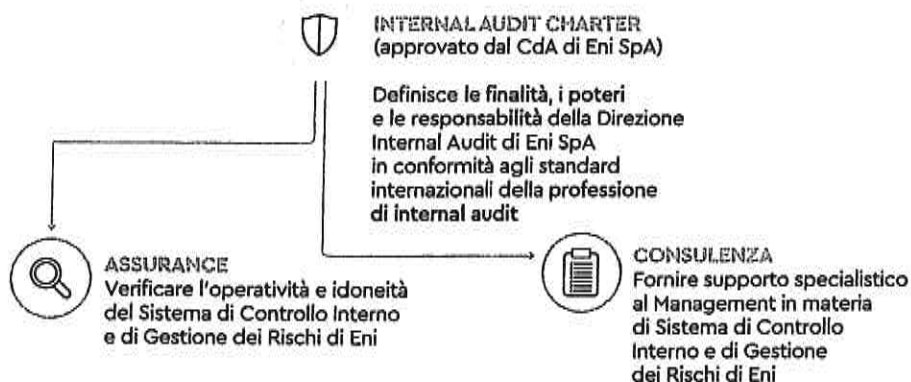 INTERNAL AUDIT CHARTER
(approvato dal CdA di Eni SpA)
Definisce le finalità, i poteri
e le responsabilità della Direzione
Internal Audit di Eni SpA
in conformità agli standard
internazionali della professione
di internal audit
ASSURANCE
Verificare l'operatività e idoneità
del Sistema di Controllo Interno
e di Gestione dei Rischi di Eni
CONSULENZA
Fornire supporto specialistico
al Management in materia
di Sistema di Controllo
Interno e di Gestione
dei Rischi di Eni